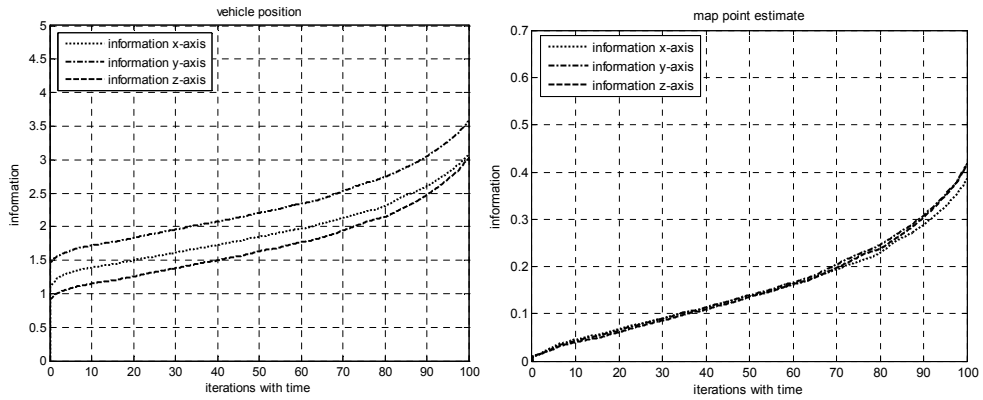 vehicle position
5
4.5
4
3.5
3
2.5
2
1.5
1
0.5
0
information
information x-axis
information y-axis
information z-axis
0 10 20 30 40 50 60 70 80 90 100
iterations with time
map point estimate
0.7
0.6
0.5
0.4
0.3
0.2
0.1
0
information
information x-axis
information y-axis
information z-axis
0 10 20 30 40 50 60 70 80 90 100
iterations with time